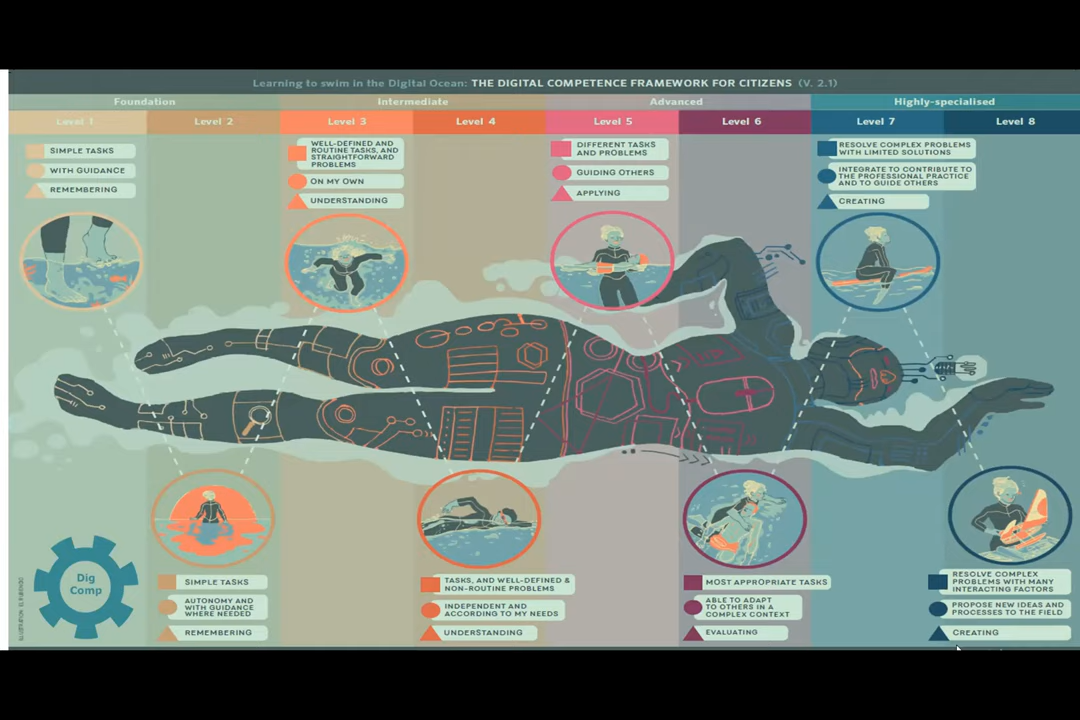 Learning to swim in the Digital Ocean: THE DIGITAL COMPETENCE FRAMEWORK FOR CITIZENS (V. 2.1)
Foundation
Intermediate
Advanced
Highly-specialised
Level 1
Level 2
Level 3
Level 4
Level 5
Level 6
Level 7
Level 8
SIMPLE TASKS
WITH GUIDANCE
REMEMBERING
WELL-DEFINED AND
ROUTINE TASKS, AND
STRAIGHTFORWARD
PROBLEMS
ON MY OWN
UNDERSTANDING
DIFFERENT TASKS
AND PROBLEMS
GUIDING OTHERS
APPLYING
RESOLVE COMPLEX PROBLEMS
WITH LIMITED SOLUTIONS
INTEGRATE TO CONTRIBUTE TO
THE PROFESSIONAL PRACTICE
AND TO GUIDE OTHERS
CREATING
Dig
Comp
SIMPLE TASKS
AUTONOMY AND
WITH GUIDANCE
WHERE NEEDED
REMEMBERING
TASKS, AND WELL-DEFINED &
NON-ROUTINE PROBLEMS
INDEPENDENT AND
ACCORDING TO MY NEEDS
UNDERSTANDING
MOST APPROPRIATE TASKS
ABLE TO ADAPT
TO OTHERS IN A
COMPLEX CONTEXT
EVALUATING
RESOLVE COMPLEX
PROBLEMS WITH MANY
INTERACTING FACTORS
PROPOSE NEW IDEAS AND
PROCESSES TO THE FIELD
CREATING